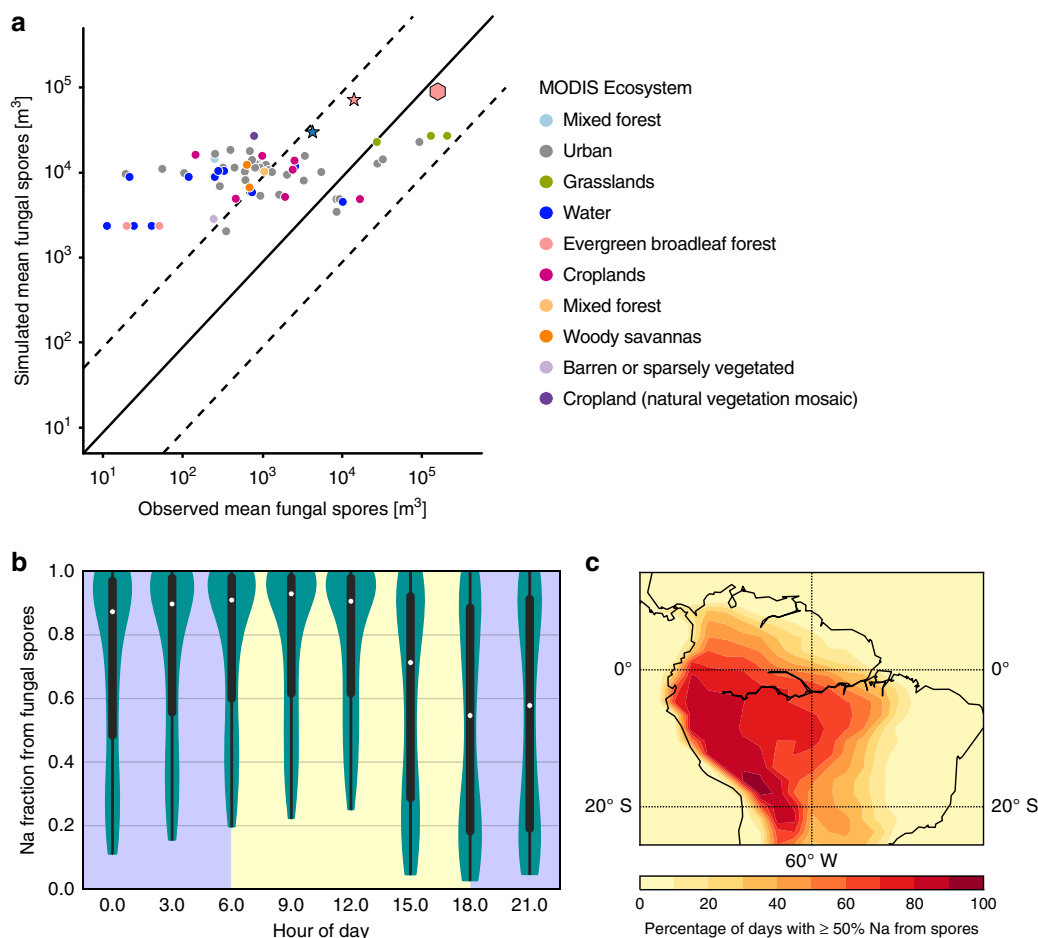 a
Simulated mean fungal spores [m³]
10⁵
10⁴
10³
10²
10¹
10¹ 10² 10³ 10⁴ 10⁵
Observed mean fungal spores [m³]
MODIS Ecosystem
Mixed forest
Urban
Grasslands
Water
Evergreen broadleaf forest
Croplands
Mixed forest
Woody savannas
Barren or sparsely vegetated
Cropland (natural vegetation mosaic)
b
Na fraction from fungal spores
1.0
0.8
0.6
0.4
0.2
0.0
0.0 3.0 6.0 9.0 12.0 15.0 18.0 21.0
Hour of day
c
0° 0°
20° S 20° S
60° W
0 20 40 60 80 100
Percentage of days with ≥ 50% Na from spores